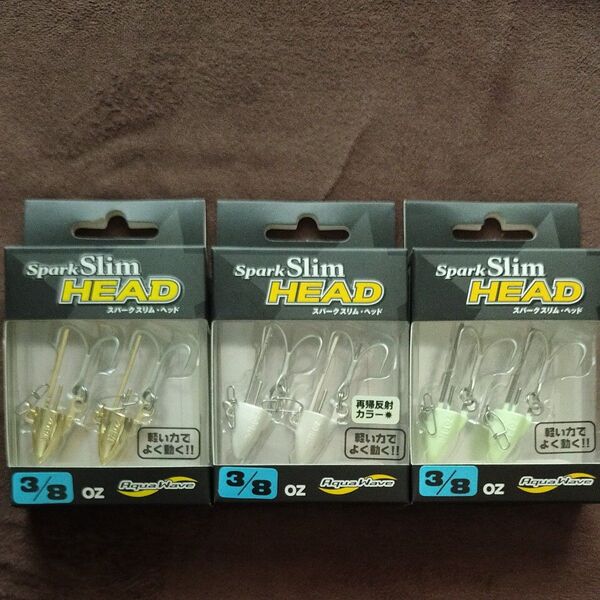 Spark Slim
HEAD
スパークスリム・ヘッド
軽い力で
よく動く!!
3/8 oz
AquaWave
Spark Slim
HEAD
スパークスリム・ヘッド
再帰反射
カラー
軽い力で
よく動く!!
3/8 oz
AquaWave
Spark Slim
HEAD
スパークスリム・ヘッド
軽い力で
よく動く!!
3/8 oz
AquaWave